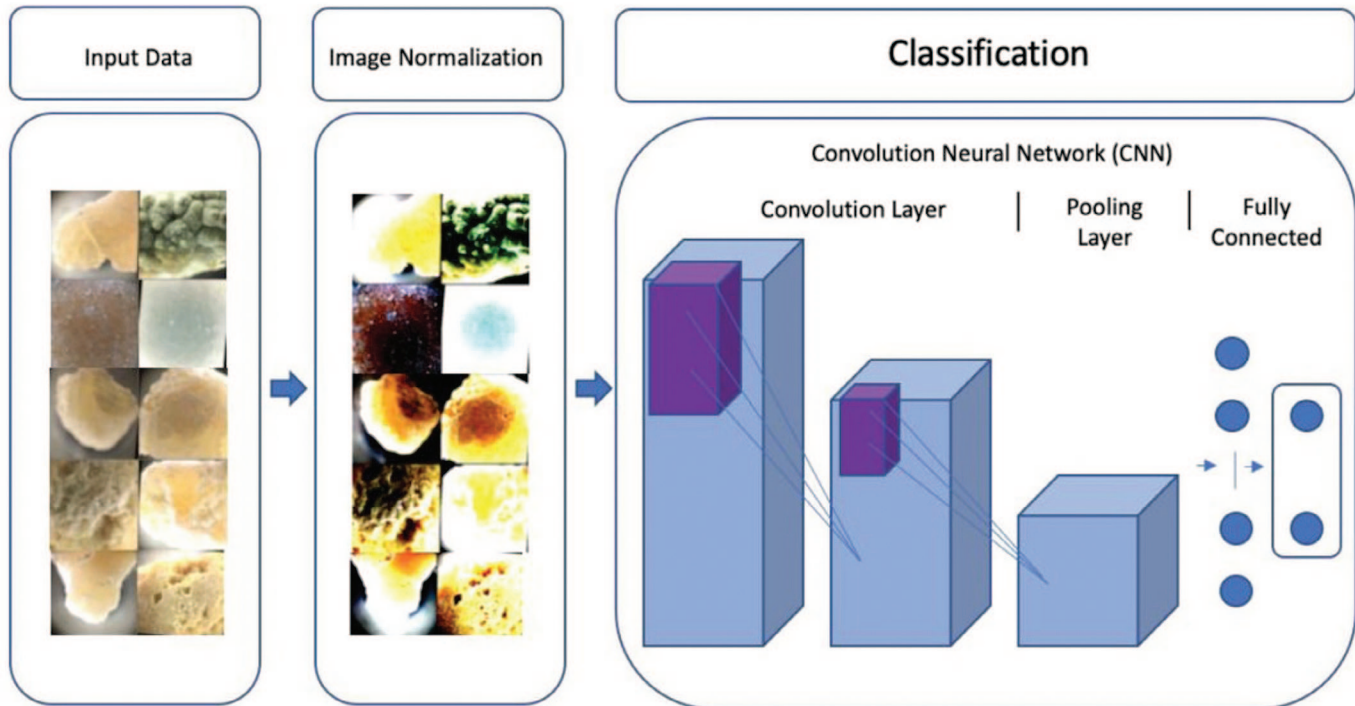 Input Data
Image Normalization
Classification
Convolution Neural Network (CNN)
Convolution Layer
Pooling
Layer
Fully
Connected